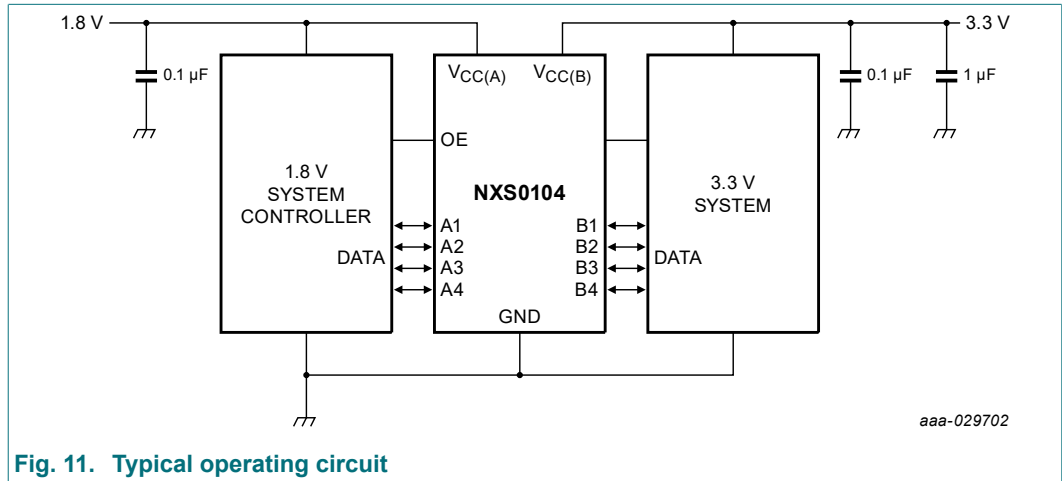 1.8 V
3.3 V
0.1 µF
VCC(A)
VCC(B)
0.1 µF
1 µF
OE
1.8 V
SYSTEM
CONTROLLER
DATA
NXS0104
A1
A2
A3
A4
B1
B2
B3
B4
GND
3.3 V
SYSTEM
DATA
aaa-029702
Fig. 11. Typical operating circuit